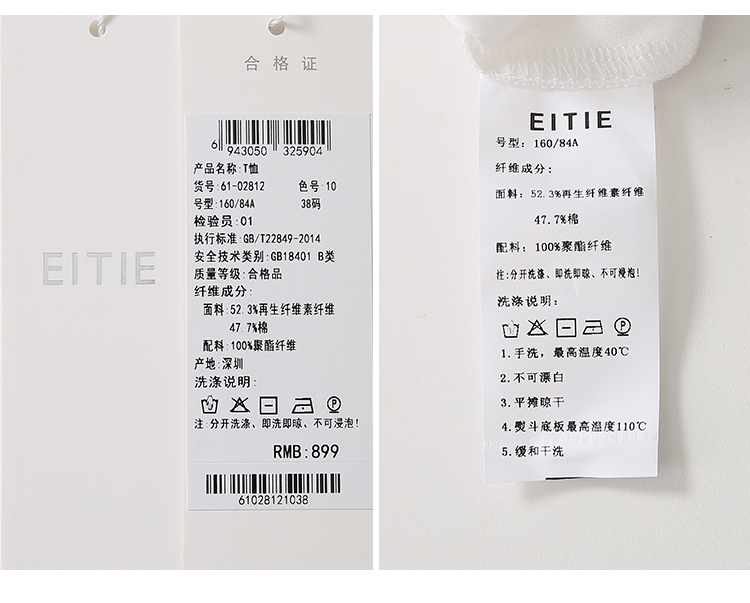 合格证
EITIE
6 943050 325904
产品名称:T恤
货号:61-02812 色号:10
号型:160/84A 38码
检验员:01
执行标准:GB/T22849-2014
安全技术类别:GB18401 B类
质量等级:合格品
纤维成分:
面料:52.3%再生纤维素纤维
47.7%棉
配料:100%聚酯纤维
产地:深圳
洗涤说明:
P
注:分开洗涤、即洗即晾、不可浸泡!
RMB:899
61028121038
EITIE
号型: 160/84A
纤维成分:
面料: 52.3%再生纤维素纤维
47.7%棉
配料: 100%聚酯纤维
注:分开洗涤、即洗即晾、不可浸泡!
洗涤说明:
P
1.手洗, 最高温度40℃
2.不可漂白
3.平摊晾干
4.熨斗底板最高温度110℃
5.缓和干洗